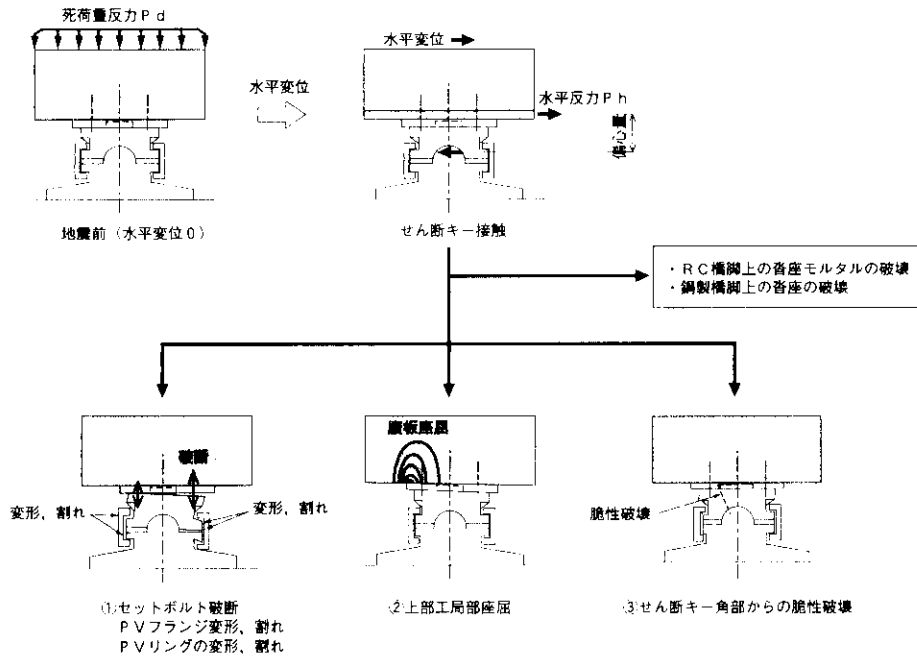 死荷重反力Pd
水平変位
水平変位
水平反力Ph
偏心量
地震前(水平変位0)
せん断キー接触
・RC橋脚上の沓座モルタルの破壊
・鋼製橋脚上の沓座の破壊
破断
変形、割れ
変形、割れ
腹板座屈
脆性破壊
①セットボルト破断
PVフランジ変形、割れ
PVリングの変形、割れ
②上部工局部座屈
③せん断キー角部からの脆性破壊